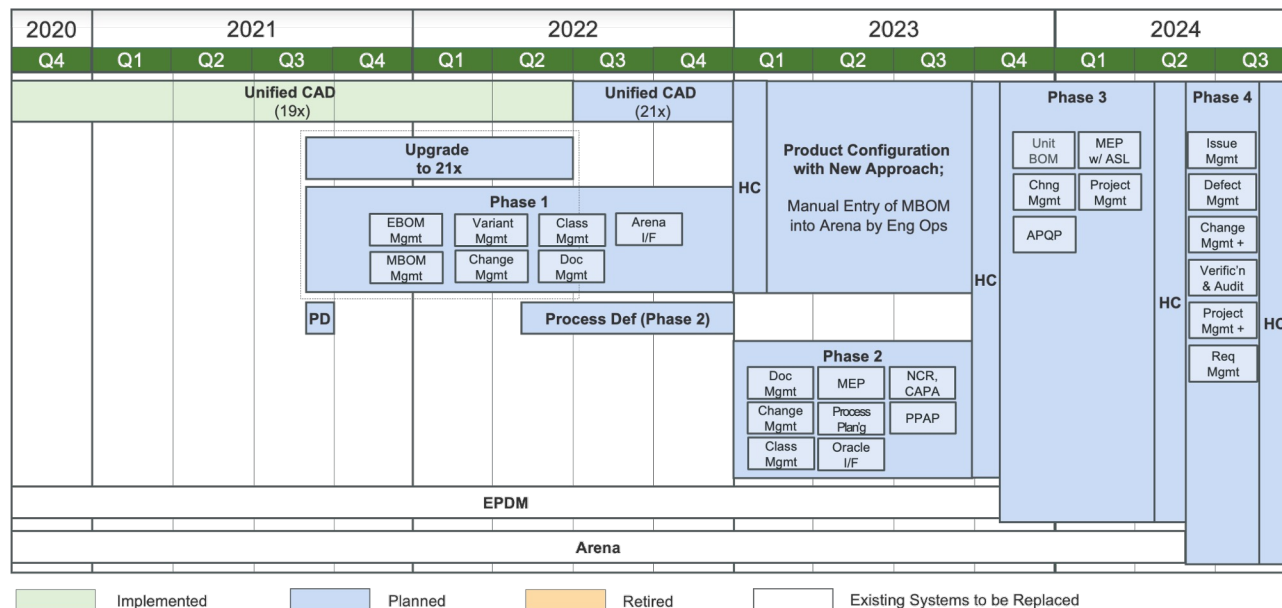 2020 2021 2022 2023 2024
Q4 Q1 Q2 Q3 Q4 Q1 Q2 Q3 Q4 Q1 Q2 Q3 Q4 Q1 Q2 Q3
Unified CAD
(19x)
Unified CAD
(21x)
Upgrade
to 21x
Phase 1
EBOM
Mgmt
Variant
Mgmt
Class
Mgmt
Arena
I/F
MBOM
Mgmt
Change
Mgmt
Doc
Mgmt
PD
Process Def (Phase 2)
HC
Product Configuration
with New Approach;
Manual Entry of MBOM
into Arena by Eng Ops
Phase 2
Doc
Mgmt
MEP
NCR,
CAPA
Change
Mgmt
Process
Plan'g
PPAP
Class
Mgmt
Oracle
I/F
HC
Phase 3
Unit
BOM
MEP
w/ ASL
Chng
Mgmt
Project
Mgmt
APQP
HC
Phase 4
Issue
Mgmt
Defect
Mgmt
Change
Mgmt +
Verific'n
& Audit
Project
Mgmt +
Req
Mgmt
HC
EPDM
Arena
Implemented
Planned
Retired
Existing Systems to be Replaced